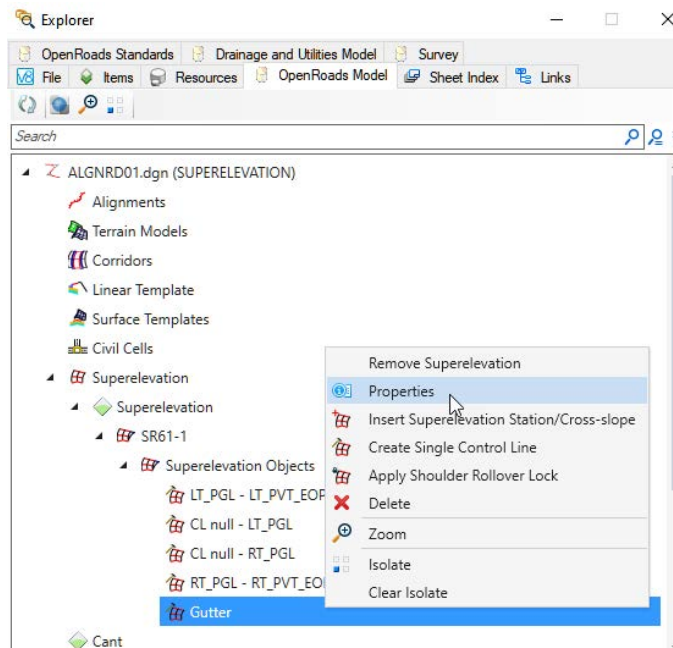 Explorer
OpenRoads Standards Drainage and Utilities Model Survey
File Items Resources OpenRoads Model Sheet Index Links
Search
ALGNRD01.dgn (SUPERELEVATION)
Alignments
Terrain Models
Corridors
Linear Template
Surface Templates
Civil Cells
Superelevation
Superelevation
SR61-1
Superelevation Objects
LT_PGL - LT_PVT_EOP
CL null - LT_PGL
CL null - RT_PGL
RT_PGL - RT_PVT_EO
Gutter
Cant
Remove Superelevation
Properties
Insert Superelevation Station/Cross-slope
Create Single Control Line
Apply Shoulder Rollover Lock
Delete
Zoom
Isolate
Clear Isolate